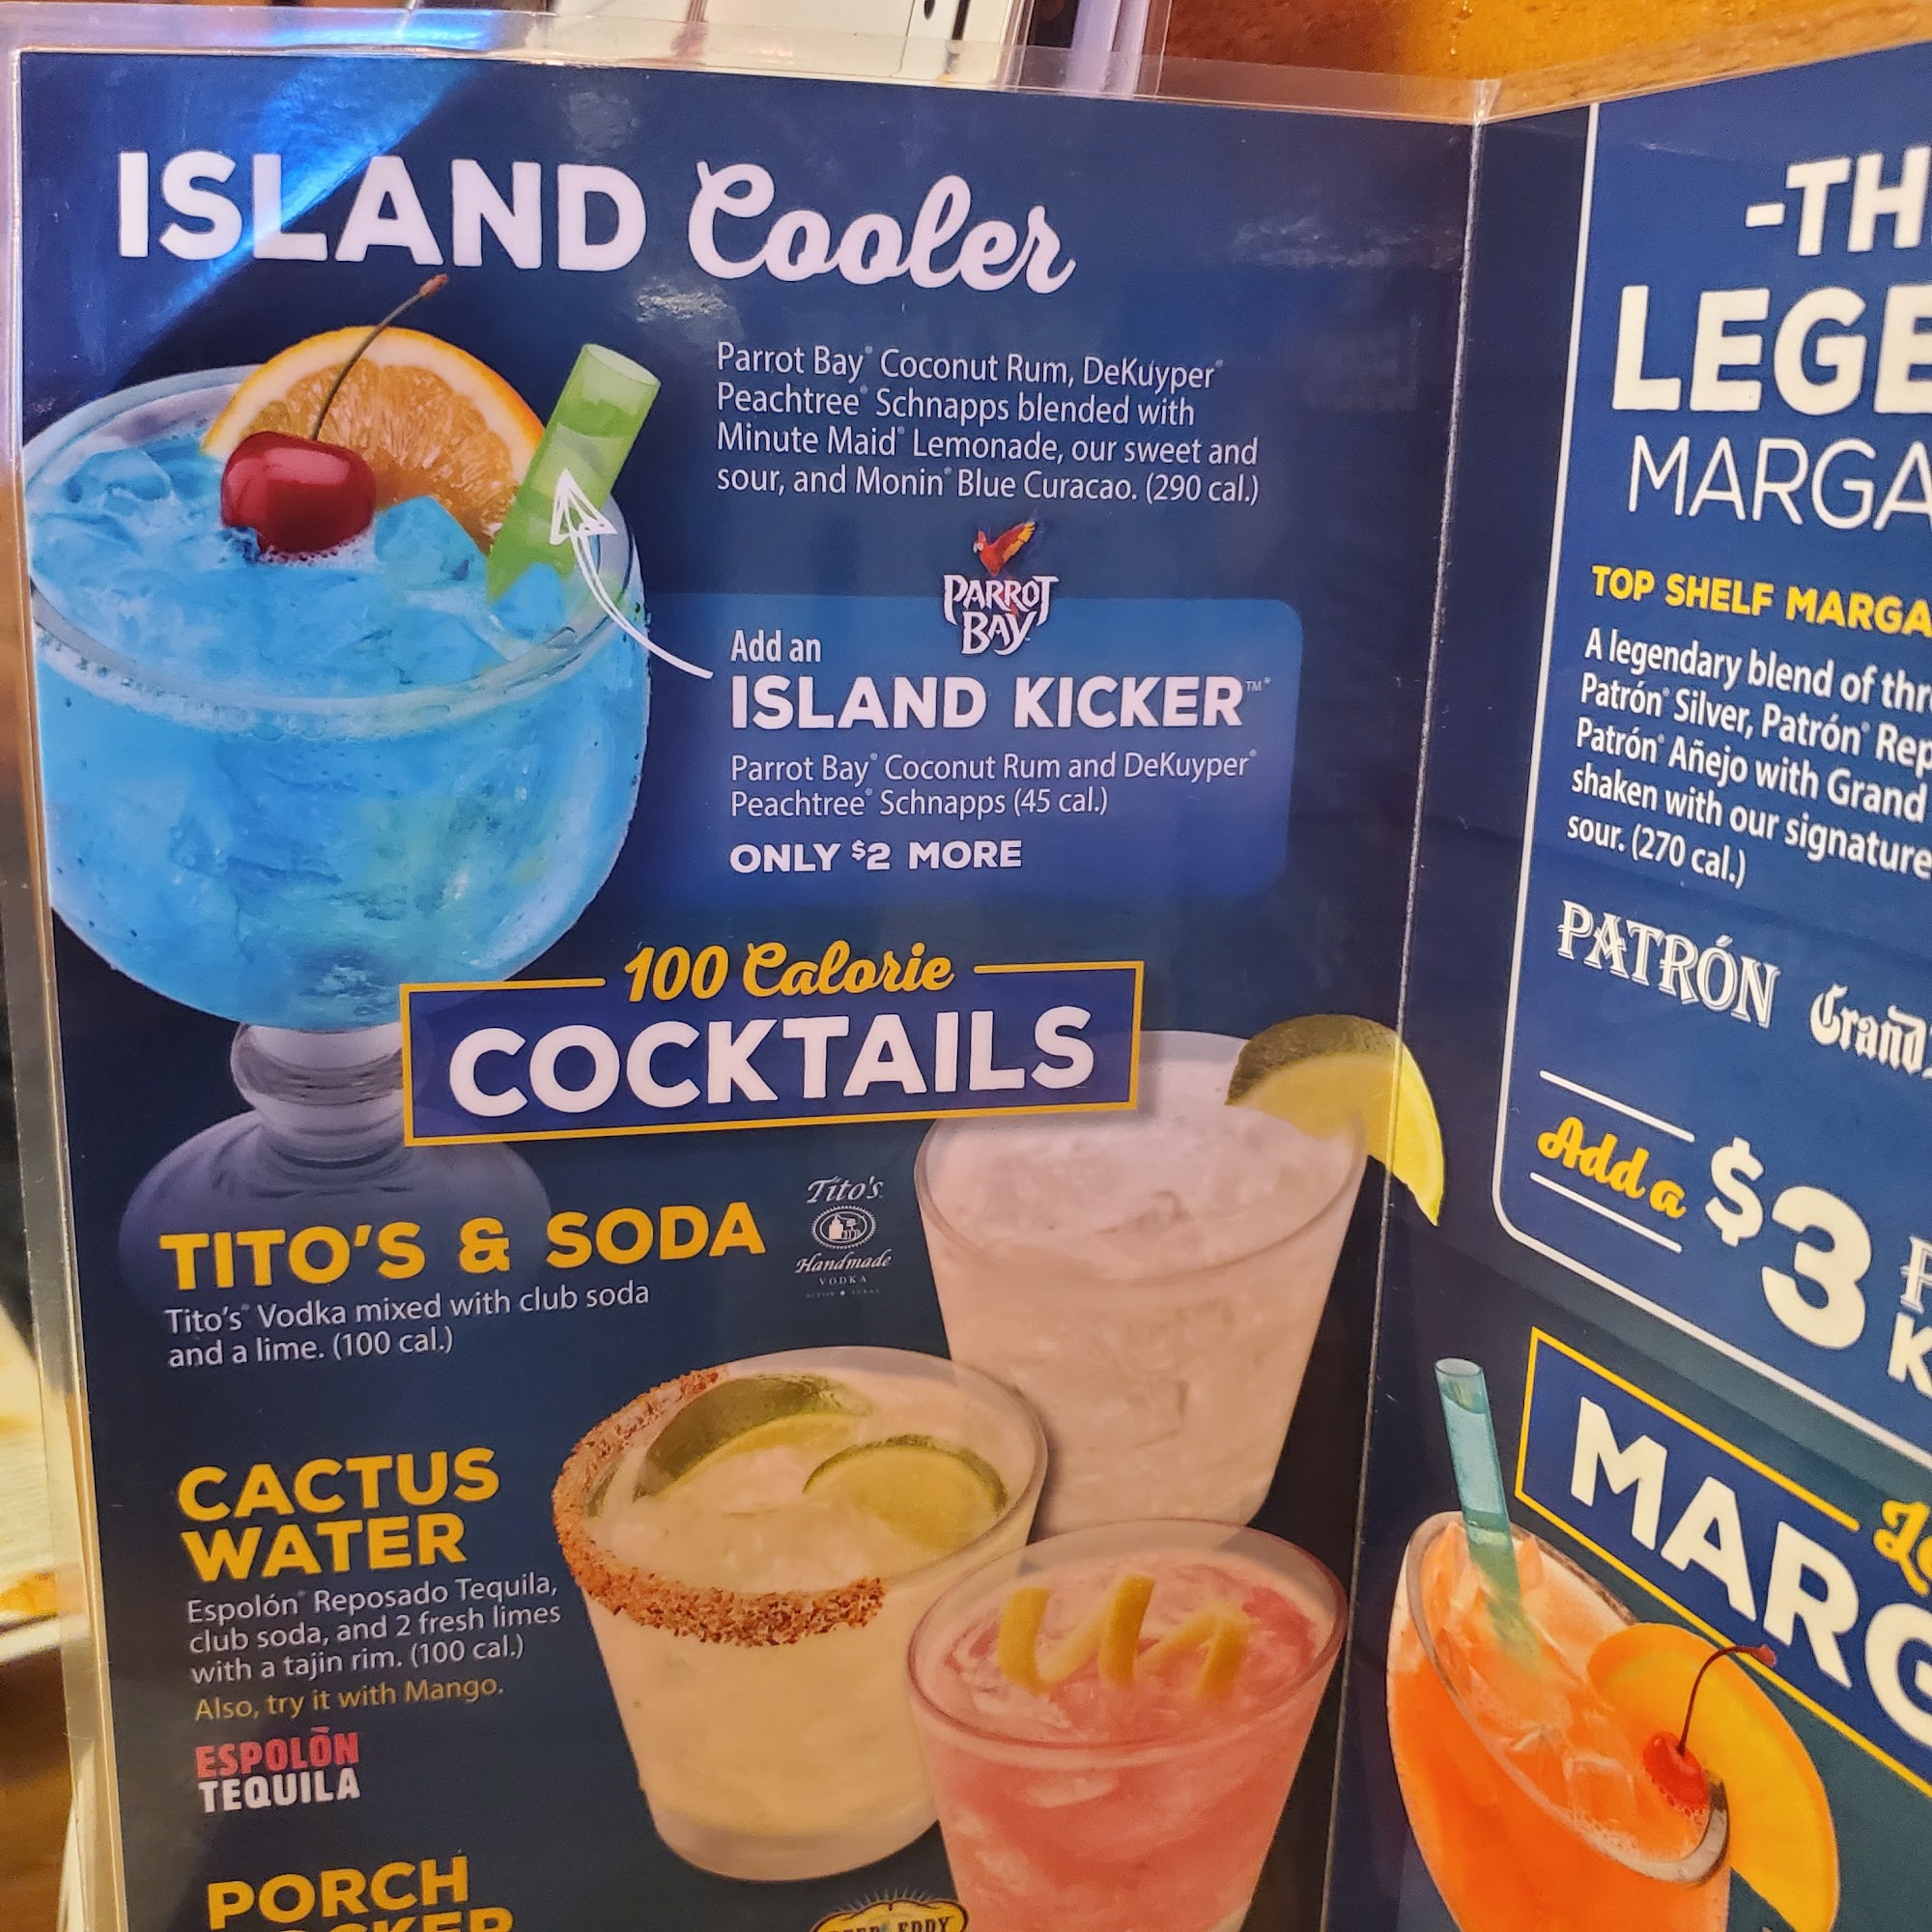 ISLAND Cooler
Parrot Bay® Coconut Rum, DeKuyper®
Peachtree® Schnapps blended with
Minute Maid® Lemonade, our sweet and
sour, and Monin® Blue Curacao. (290 cal.)
PARROT
BAY
Add an
ISLAND KICKER™*
Parrot Bay® Coconut Rum and DeKuyper®
Peachtree® Schnapps (45 cal.)
ONLY $2 MORE
100 Calorie
COCKTAILS
TITO'S & SODA
Tito's® Vodka mixed with club soda
and a lime. (100 cal.)
Tito's
Handmade
VODKA
CACTUS
WATER
Espolón® Reposado Tequila,
club soda, and 2 fresh limes
with a tajin rim. (100 cal.)
Also, try it with Mango.
ESPOLÒN
TEQUILA
PORCH
EDDY
-TH
LEGE
MARGA
TOP SHELF MARGA
A legendary blend of thr
Patrón® Silver, Patrón® Rep
Patrón® Añejo with Grand
shaken with our signature
sour. (270 cal.)
PATRÓN
Grand
Add a
$3
MARG